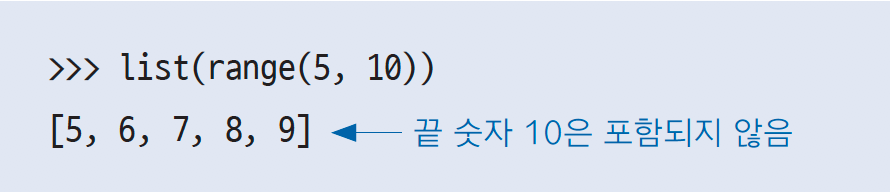 >>> list(range(5, 10))
[5, 6, 7, 8, 9] 끝 숫자 10은 포함되지 않음